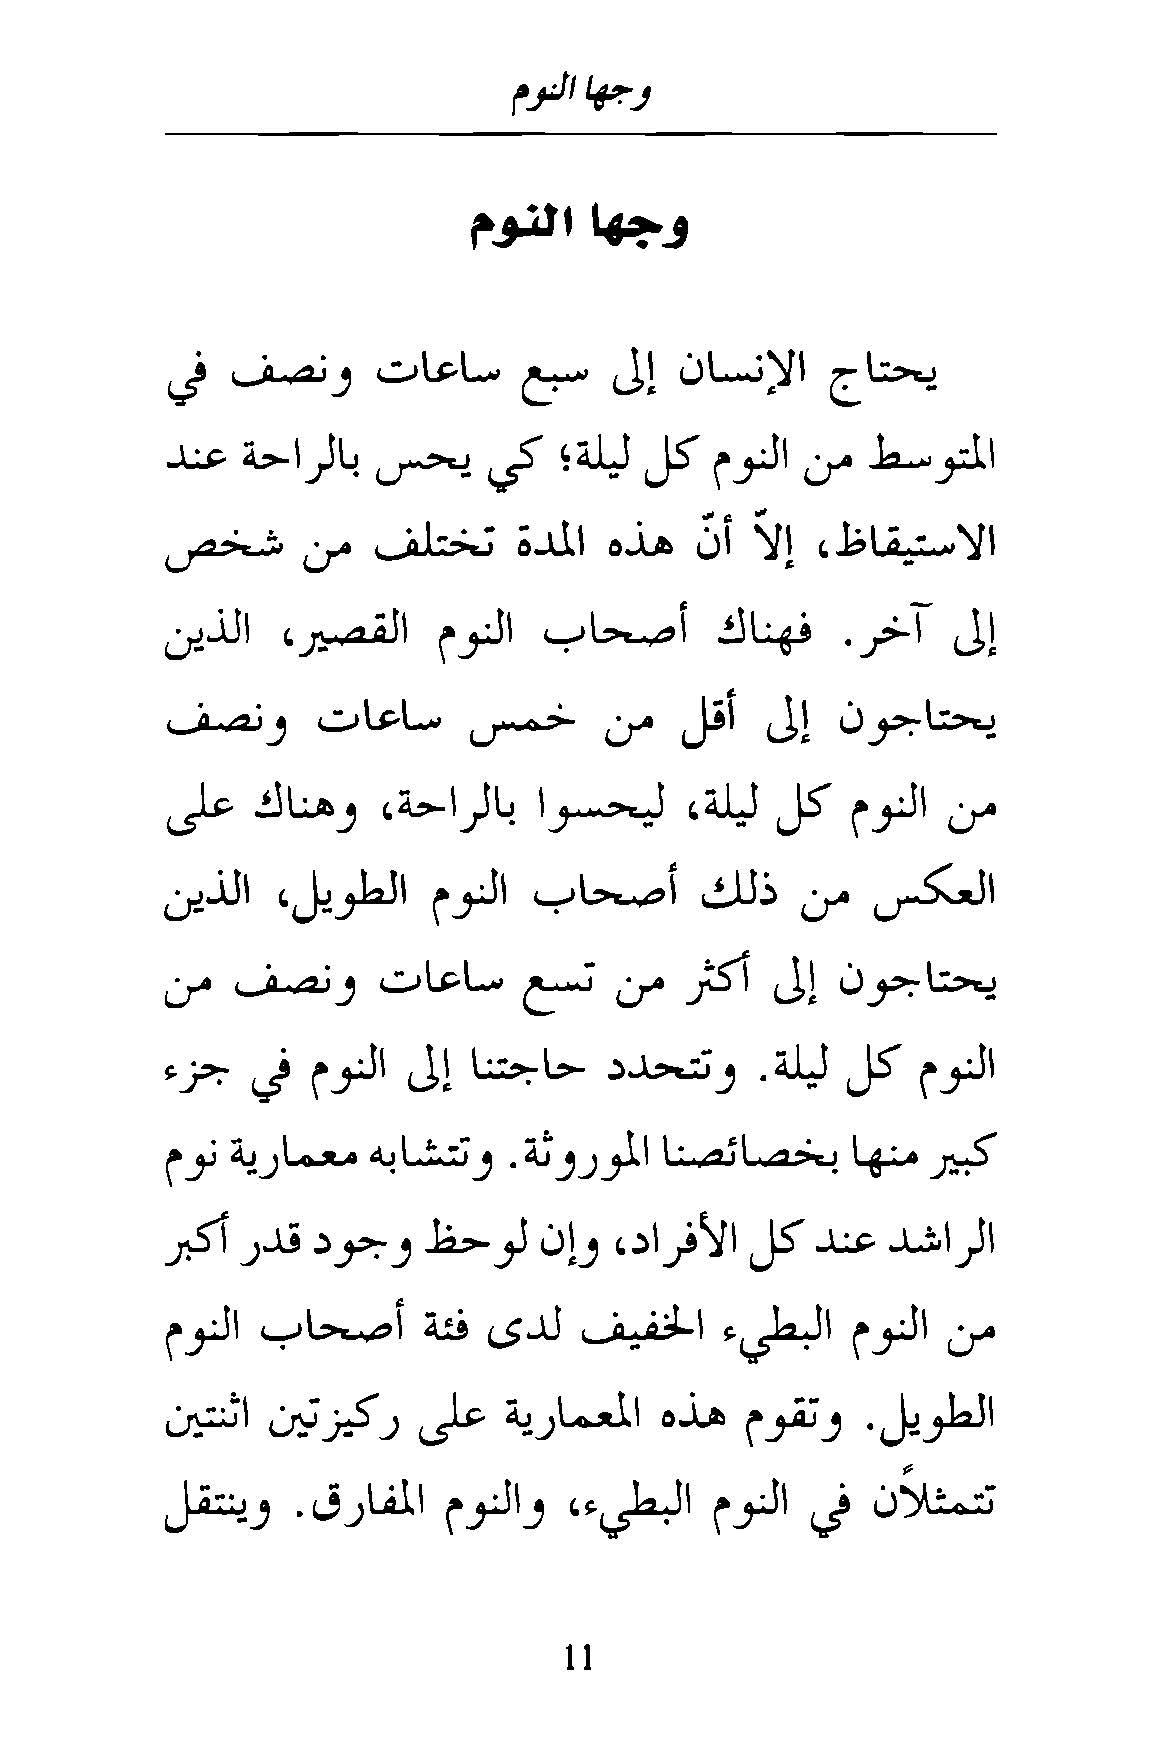 وجها النوم
وجها النوم
يحتاج الإنسان إلى سبع ساعات ونصف في
المتوسط من النوم كل ليلة؛ كي يحس بالراحة عند
الاستيقاظ، إلّا أنّ هذه المدة تختلف من شخص
إلى آخر. فهناك أصحاب النوم القصير، الذين
يحتاجون إلى أقل من خمس ساعات ونصف
من النوم كل ليلة، ليحسوا بالراحة، وهناك على
العكس من ذلك أصحاب النوم الطويل، الذين
يحتاجون إلى أكثر من تسع ساعات ونصف من
النوم كل ليلة. وتتحدد حاجتنا إلى النوم في جزء
كبير منها بخصائصنا الموروثة. وتتشابه معمارية نوم
الراشد عند كل الأفراد، وإن لوحظ وجود قدر أكبر
من النوم البطيء الخفيف لدى فئة أصحاب النوم
الطويل. وتقوم هذه المعمارية على ركيزتين اثنتين
تتمثلاً‌ن في النوم البطيء، والنوم المفارق. وينتقل
11